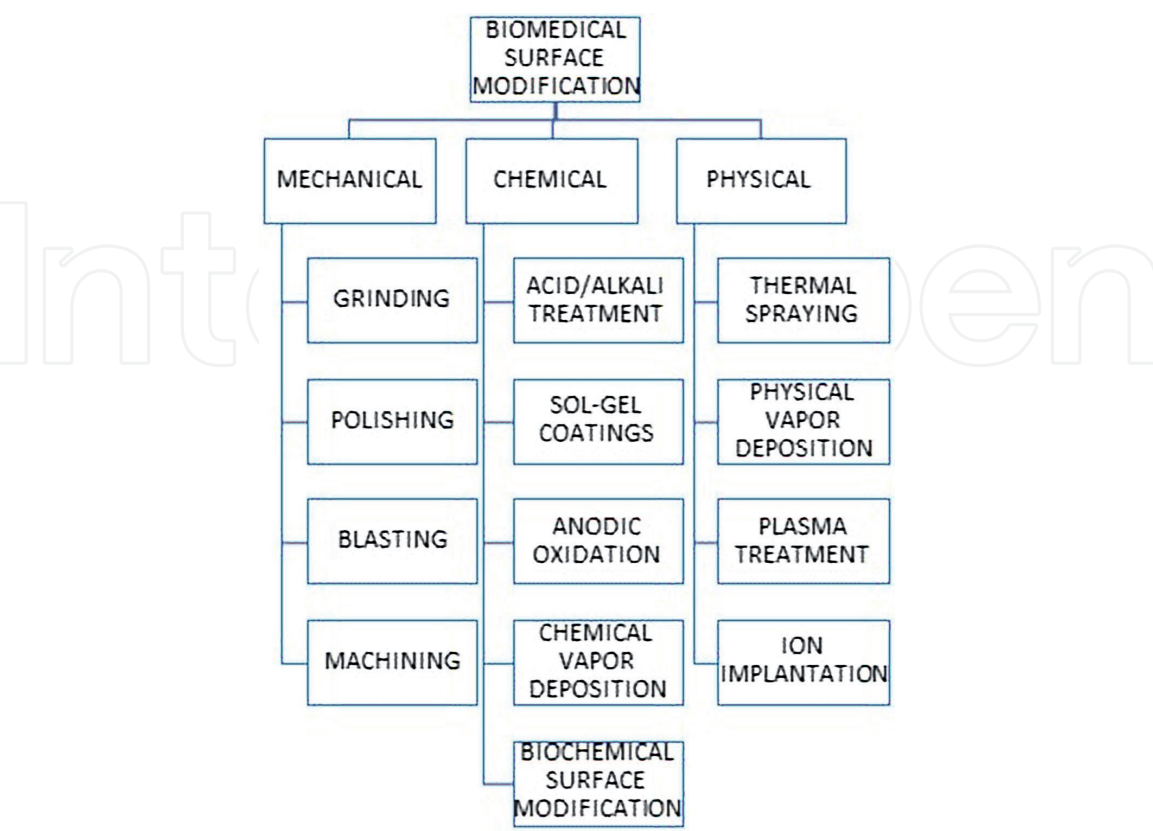 BIOMEDICAL
SURFACE
MODIFICATION
MECHANICAL
CHEMICAL
PHYSICAL
GRINDING
POLISHING
BLASTING
MACHINING
ACID/ALKALI
TREATMENT
SOL-GEL
COATINGS
ANODIC
OXIDATION
CHEMICAL
VAPOR
DEPOSITION
BIOCHEMICAL
SURFACE
MODIFICATION
THERMAL
SPRAYING
PHYSICAL
VAPOR
DEPOSITION
PLASMA
TREATMENT
ION
IMPLANTATION